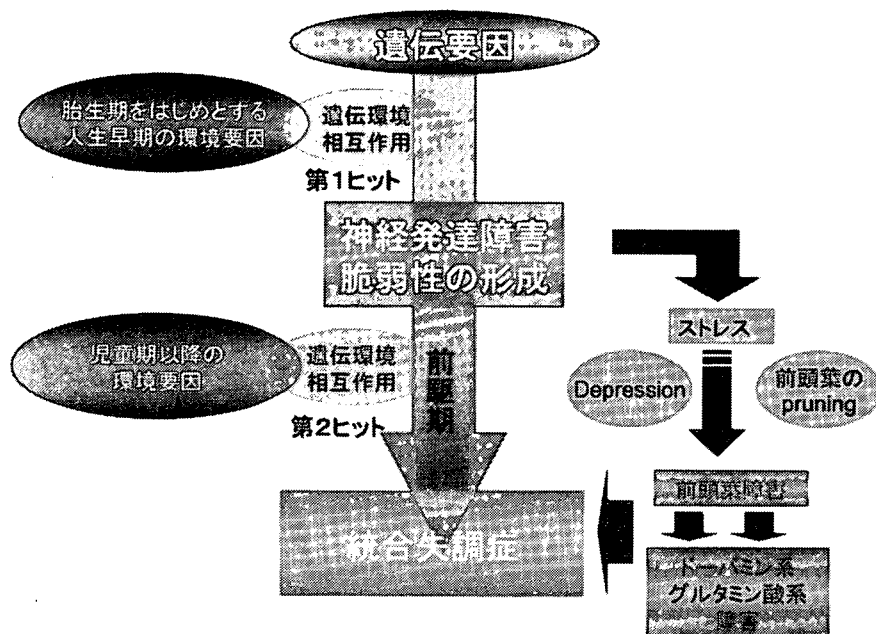 遺伝要因
胎生期をはじめとする
人生早期の環境要因
遺伝環境
相互作用
第1ヒット
神経発達障害
脆弱性の形成
ストレス
児童期以降の
環境要因
遺伝環境
相互作用
第2ヒット
前駆期
Depression
前頭葉の
pruning
前頭葉障害
統合失調症
ドーパミン系
グルタミン酸系
障害